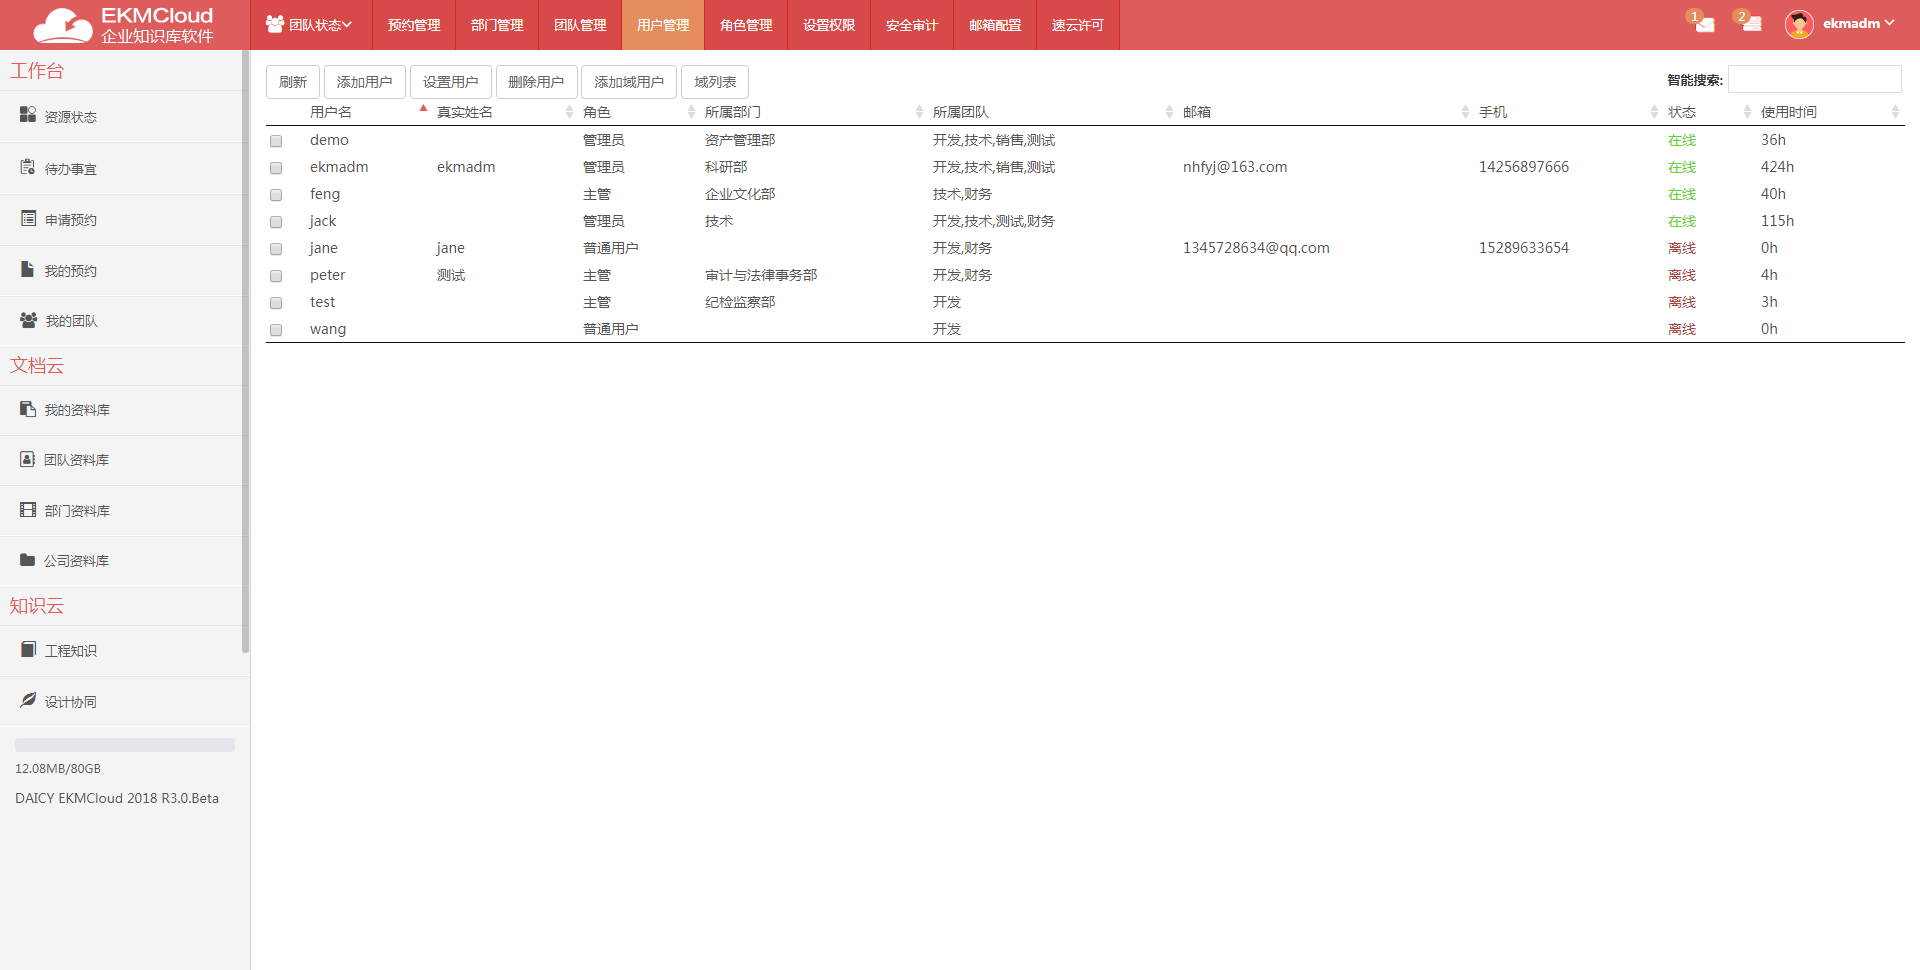 EKMCloud
企业知识库软件
团队状态 预约管理 部门管理 团队管理 用户管理 角色管理 设置权限 安全审计 邮箱配置 速云许可
1 2 ekmadm
工作台
资源状态
待办事宜
申请预约
我的预约
我的团队
文档云
我的资料库
团队资料库
部门资料库
公司资料库
知识云
工程知识
设计协同
12.08MB/80GB
DAICY EKMCloud 2018 R3.0.Beta
刷新 添加用户 设置用户 删除用户 添加域用户 域列表 智能搜索:
用户名 真实姓名 角色 所属部门 所属团队 邮箱 手机 状态 使用时间
demo 管理员 资产管理部 开发,技术,销售,测试 在线 36h
ekmadm ekmadm 管理员 科研部 开发,技术,销售,测试 nhfyj@163.com 14256897666 在线 424h
feng 主管 企业文化部 技术,财务 在线 40h
jack 管理员 技术 开发,技术,测试,财务 在线 115h
jane jane 普通用户 开发,财务 1345728634@qq.com 15289633654 离线 0h
peter 测试 主管 审计与法律事务部 开发,财务 离线 4h
test 主管 纪检监察部 开发 离线 3h
wang 普通用户 开发 离线 0h